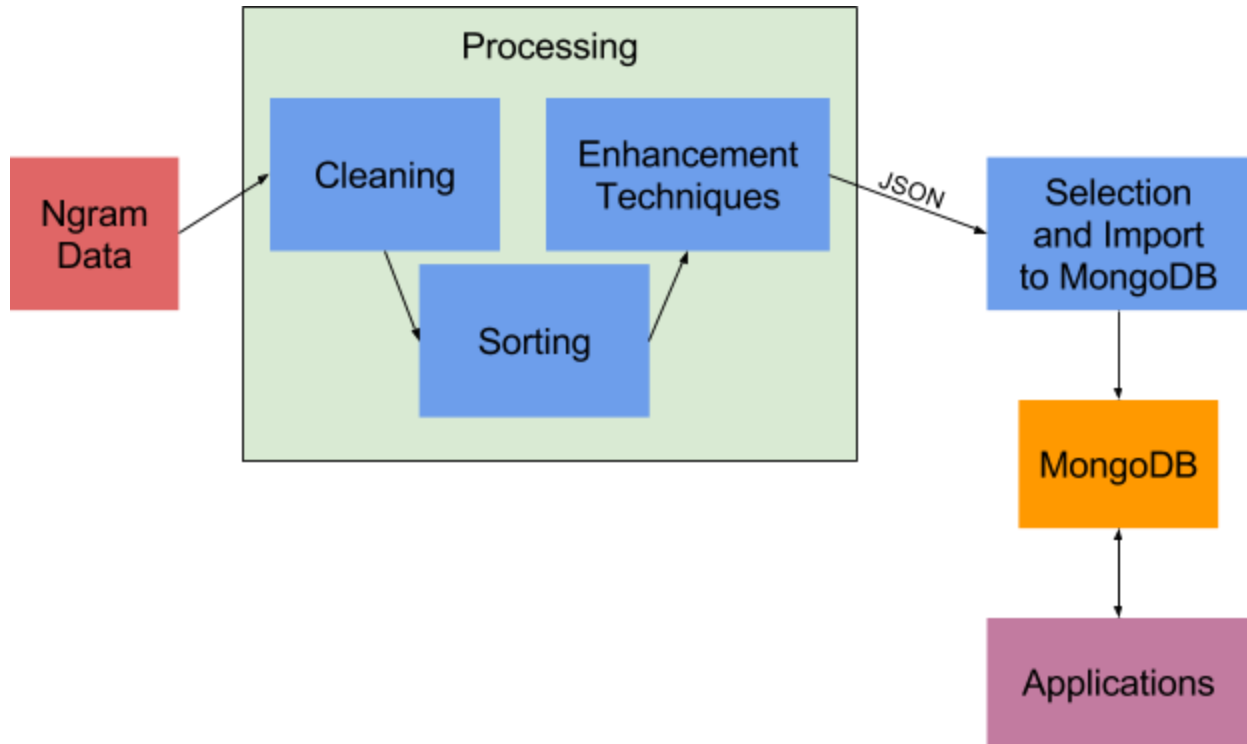 Processing
Cleaning
Enhancement
Techniques
Sorting
Ngram
Data
JSON
Selection
and Import
to MongoDB
MongoDB
Applications